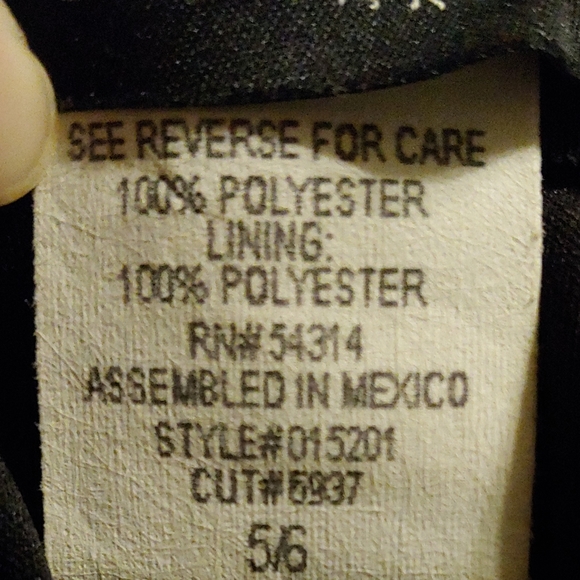 SEE REVERSE FOR CARE
100% POLYESTER
LINING:
100% POLYESTER
RN# 54314
ASSEMBLED IN MEXICO
STYLE# 015201
CUT# 6937
5/6